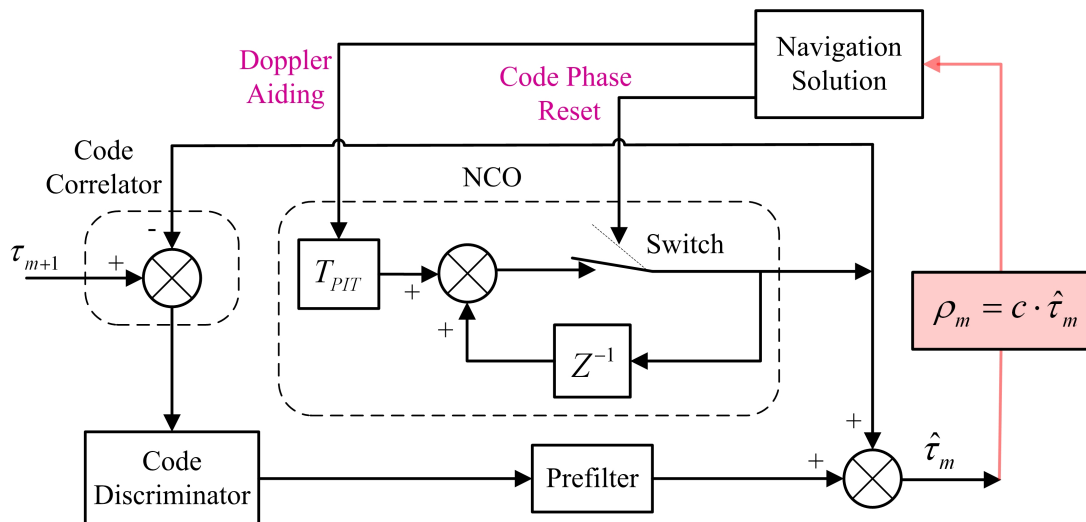 Navigation
Solution
Doppler
Aiding
Code Phase
Reset
Code
Correlator
NCO
-
τ_{m+1}
+
T_{PIT}
+
Switch
+
Z^{-1}
ρ_m = c · τ̂_m
Code
Discriminator
Prefilter
+
+
τ̂_m